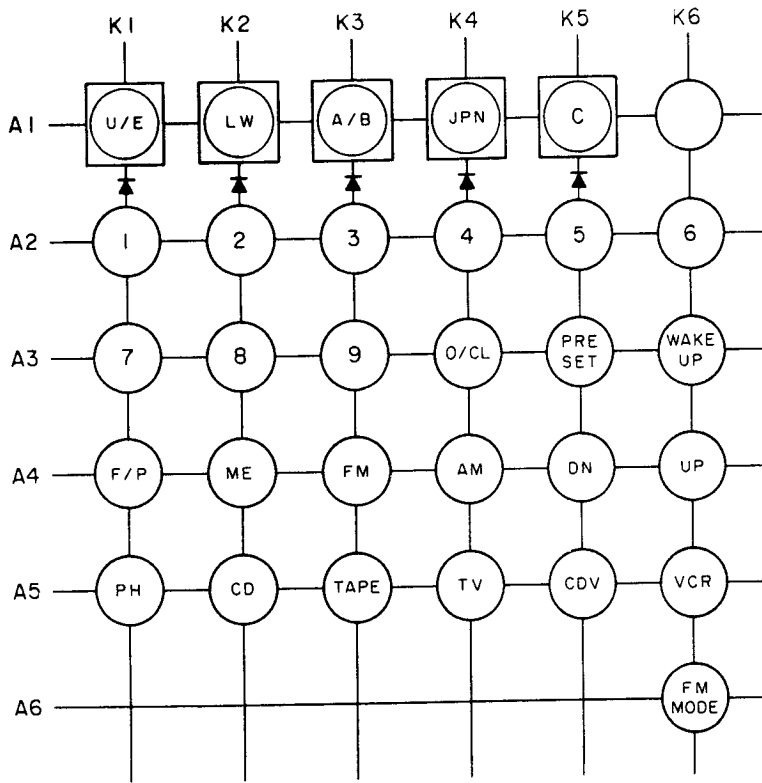 K1 K2 K3 K4 K5 K6
A1 U/E LW A/B JPN C
A2 1 2 3 4 5 6
A3 7 8 9 O/CL PRE SET WAKE UP
A4 F/P ME FM AM DN UP
A5 PH CD TAPE TV CDV VCR
A6 FM MODE